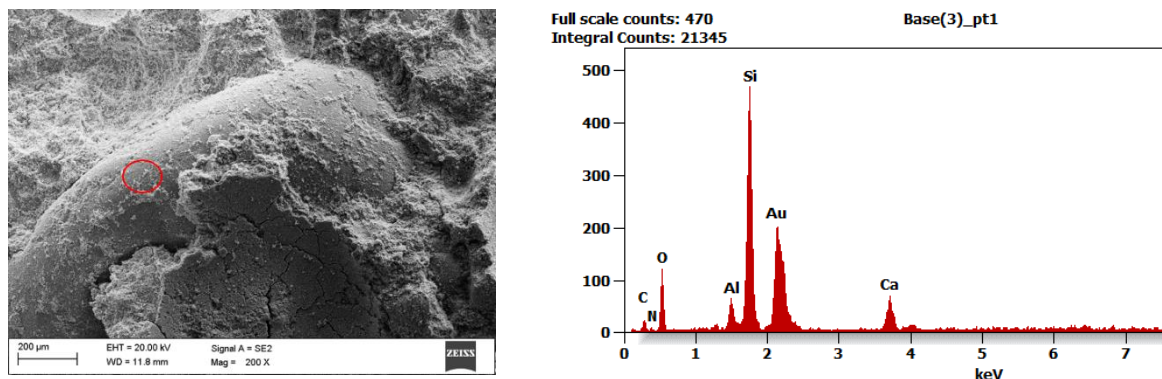 200 µm
EHT = 20.00 kV
WD = 11.8 mm
Signal A = SE2
Mag = 200 X
ZEISS
Full scale counts: 470
Integral Counts: 21345
Base(3)_pt1
500
400
300
200
100
0
Si
Au
O
Al
Ca
C
N
0 1 2 3 4 5 6 7
keV